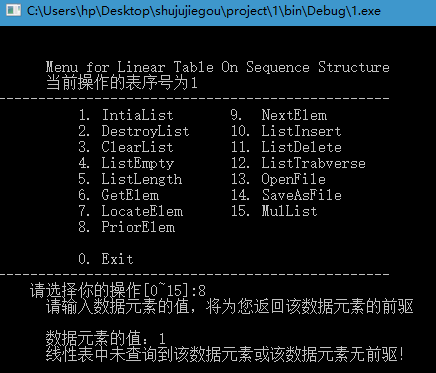 C:\Users\hp\Desktop\shujujiegou\project\1\bin\Debug\1.exe
Menu for Linear Table On Sequence Structure
当前操作的表序号为1
-------------------------------------------------
1. IntiaList 9. NextElem
2. DestroyList 10. ListInsert
3. ClearList 11. ListDelete
4. ListEmpty 12. ListTrabverse
5. ListLength 13. OpenFile
6. GetElem 14. SaveAsFile
7. LocateElem 15. MulList
8. PriorElem
0. Exit
-------------------------------------------------
请选择你的操作[0~15]:8
请输入数据元素的值，将为您返回该数据元素的前驱
数据元素的值：1
线性表中未查询到该数据元素或该数据元素无前驱!